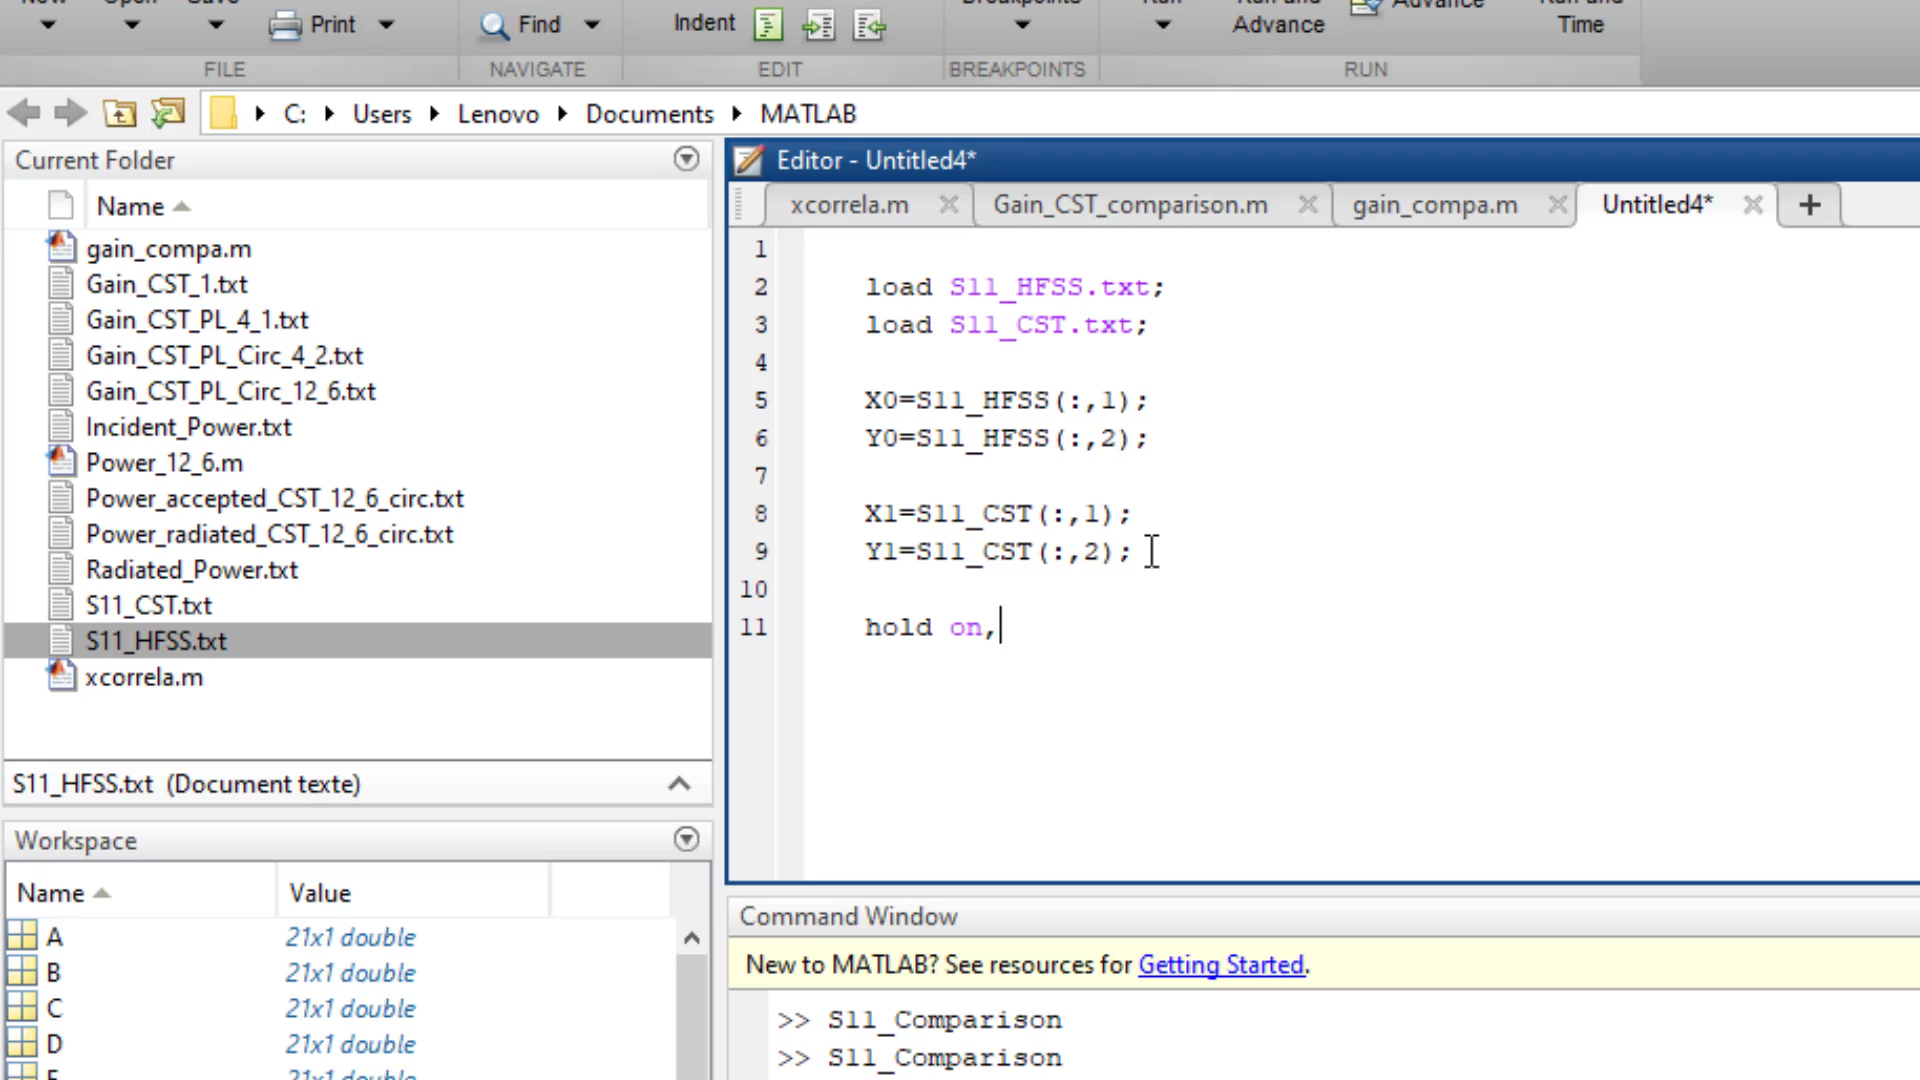 Print
Find
Indent
Advance
Advance
Time
FILE
NAVIGATE
EDIT
BREAKPOINTS
RUN
C: Users Lenovo Documents MATLAB
Current Folder
Name
gain_compa.m
Gain_CST_1.txt
Gain_CST_PL_4_1.txt
Gain_CST_PL_Circ_4_2.txt
Gain_CST_PL_Circ_12_6.txt
Incident_Power.txt
Power_12_6.m
Power_accepted_CST_12_6_circ.txt
Power_radiated_CST_12_6_circ.txt
Radiated_Power.txt
S11_CST.txt
S11_HFSS.txt
xcorrela.m
S11_HFSS.txt (Document texte)
Workspace
Name Value
A 21x1 double
B 21x1 double
C 21x1 double
D 21x1 double
21x1 double
Editor - Untitled4*
xcorrela.m Gain_CST_comparison.m gain_compa.m Untitled4* +
1
2 load S11_HFSS.txt;
3 load S11_CST.txt;
4
5 X0=S11_HFSS(:,1);
6 Y0=S11_HFSS(:,2);
7
8 X1=S11_CST(:,1);
9 Y1=S11_CST(:,2);
10
11 hold on,
Command Window
New to MATLAB? See resources for Getting Started.
>> S11_Comparison
>> S11_Comparison